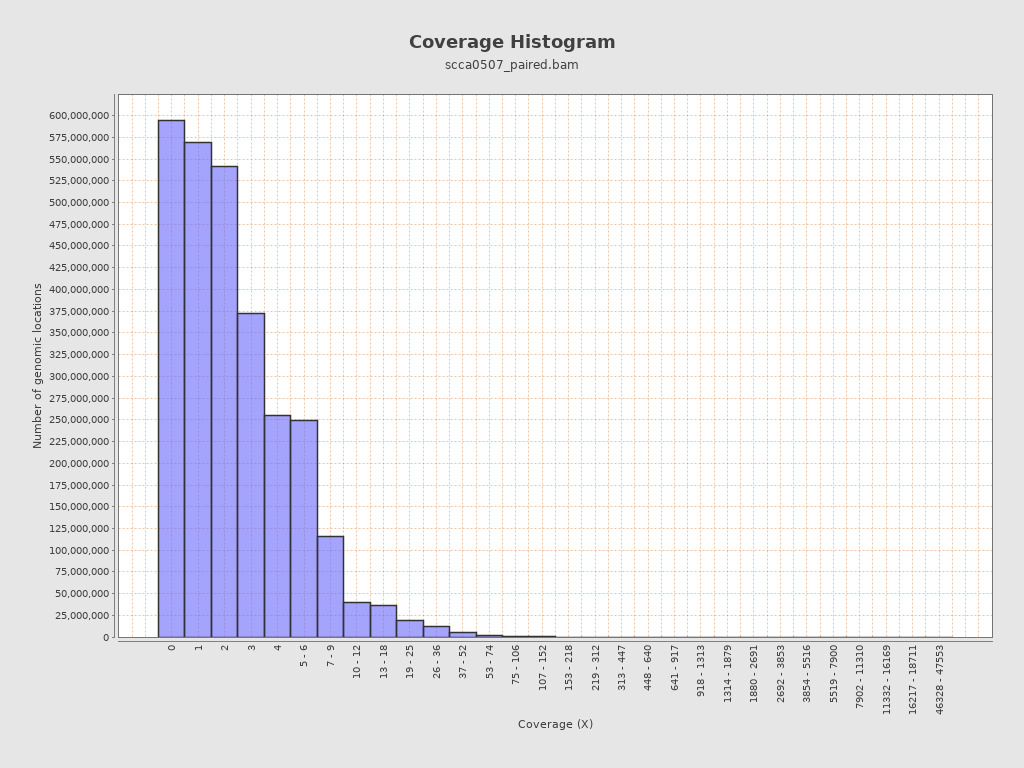 Coverage Histogram
scca0507_paired.bam
Number of genomic locations
600,000,000
575,000,000
550,000,000
525,000,000
500,000,000
475,000,000
450,000,000
425,000,000
400,000,000
375,000,000
350,000,000
325,000,000
300,000,000
275,000,000
250,000,000
225,000,000
200,000,000
175,000,000
150,000,000
125,000,000
100,000,000
75,000,000
50,000,000
25,000,000
0
0
1
2
3
4
5 - 6
7 - 9
10 - 12
13 - 18
19 - 25
26 - 36
37 - 52
53 - 74
75 - 106
107 - 152
153 - 218
219 - 312
313 - 447
448 - 640
641 - 917
918 - 1313
1314 - 1879
1880 - 2691
2692 - 3853
3854 - 5516
5519 - 7900
7902 - 11310
11332 - 16169
16217 - 18711
46328 - 47553
Coverage (X)